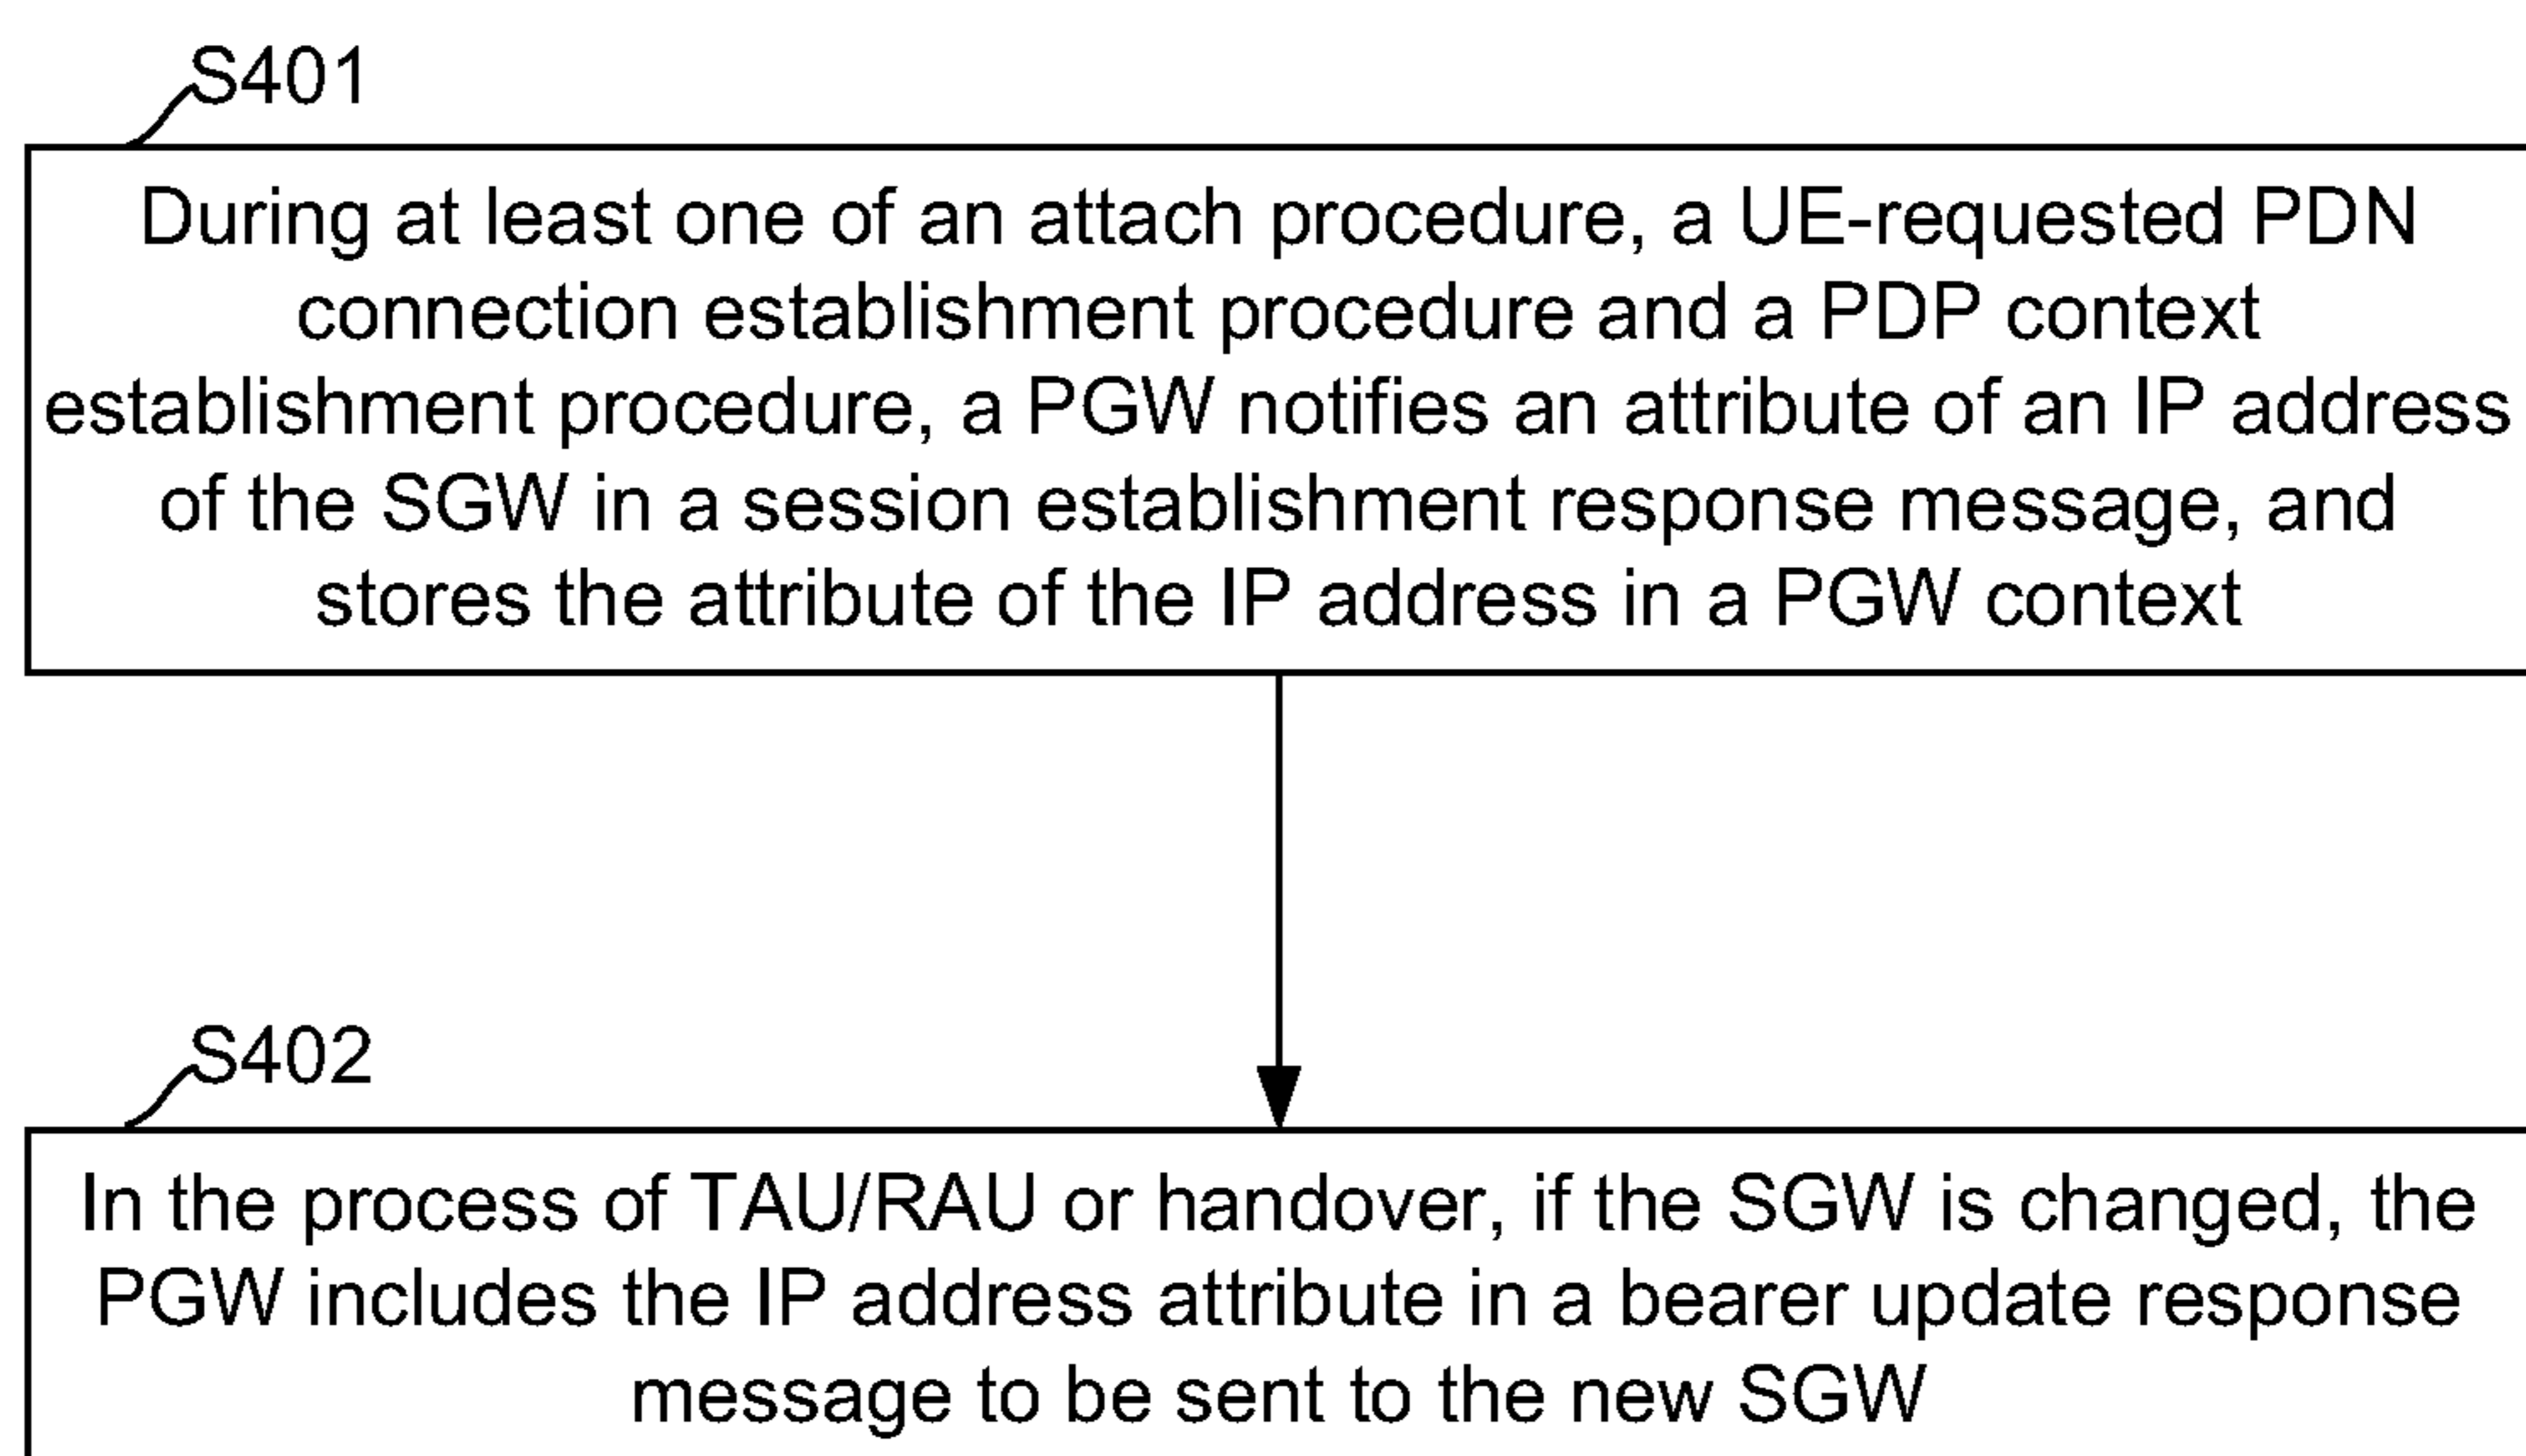 S401
During at least one of an attach procedure, a UE-requested PDN
connection establishment procedure and a PDP context
establishment procedure, a PGW notifies an attribute of an IP address
of the SGW in a session establishment response message, and
stores the attribute of the IP address in a PGW context
S402
In the process of TAU/RAU or handover, if the SGW is changed, the
PGW includes the IP address attribute in a bearer update response
message to be sent to the new SGW